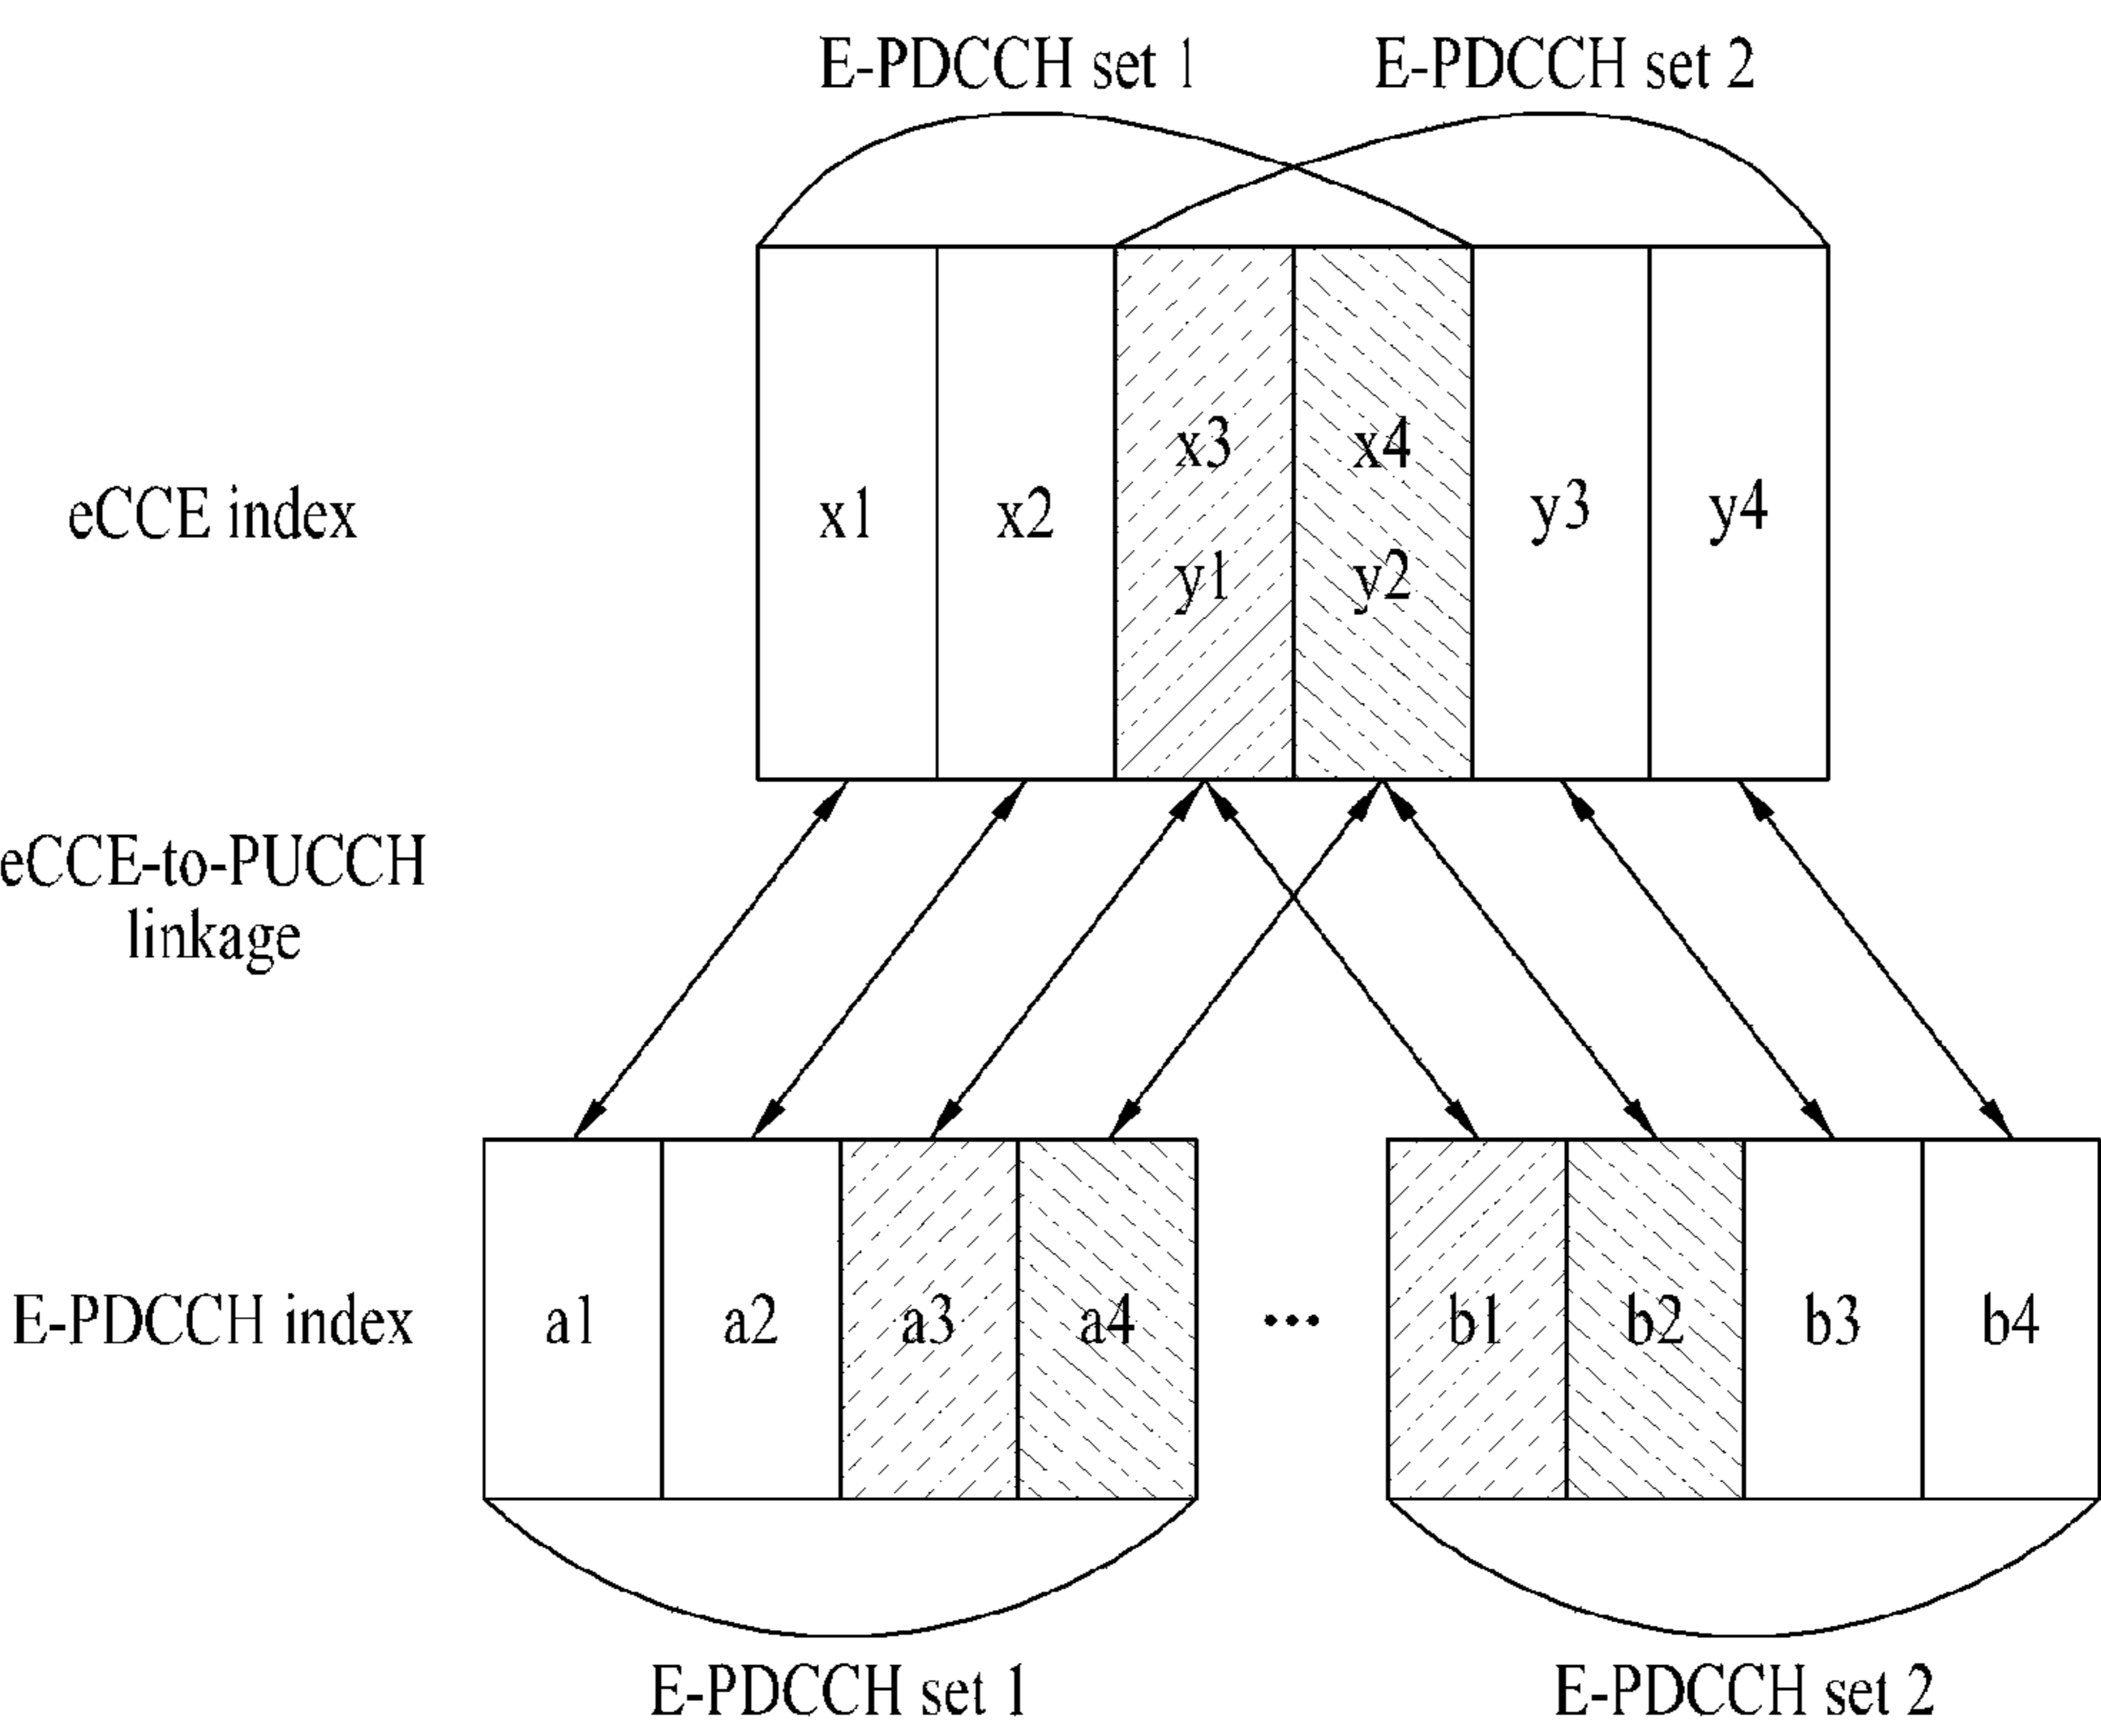 E-PDCCH set 1 E-PDCCH set 2
x3 x4
eCCE index x1 x2 y3 y4
y1 y2
eCCE-to-PUCCH
linkage
E-PDCCH index a1 a2 a3 a4 ••• b1 b2 b3 b4
E-PDCCH set 1 E-PDCCH set 2